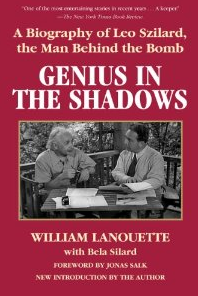 "One of the most entertaining stories in recent years . . . A keeper"
—The New York Times Book Review
A Biography of Leo Szilard,
the Man Behind the Bomb
GENIUS IN
THE SHADOWS
WILLIAM LANOUETTE
with Bela Silard
FOREWORD BY JONAS SALK
NEW INTRODUCTION BY THE AUTHOR